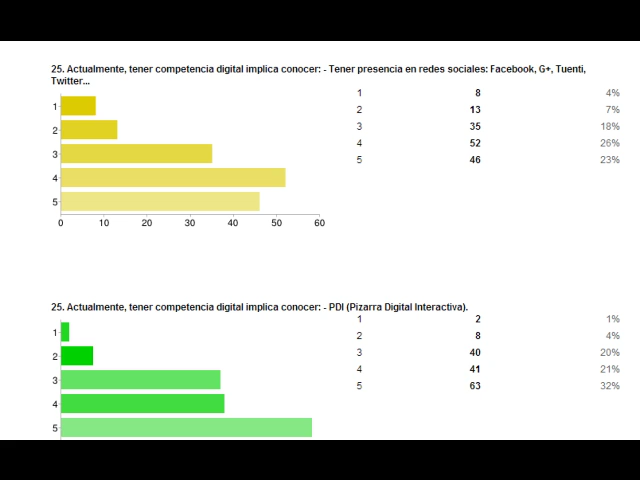 25. Actualmente, tener competencia digital implica conocer: - Tener presencia en redes sociales: Facebook, G+, Tuenti,
Twitter...
1 8 4%
2 13 7%
3 35 18%
4 52 26%
5 46 23%
1
2
3
4
5
0 10 20 30 40 50 60
25. Actualmente, tener competencia digital implica conocer: - PDI (Pizarra Digital Interactiva).
1 2 1%
2 8 4%
3 40 20%
4 41 21%
5 63 32%
1
2
3
4
5